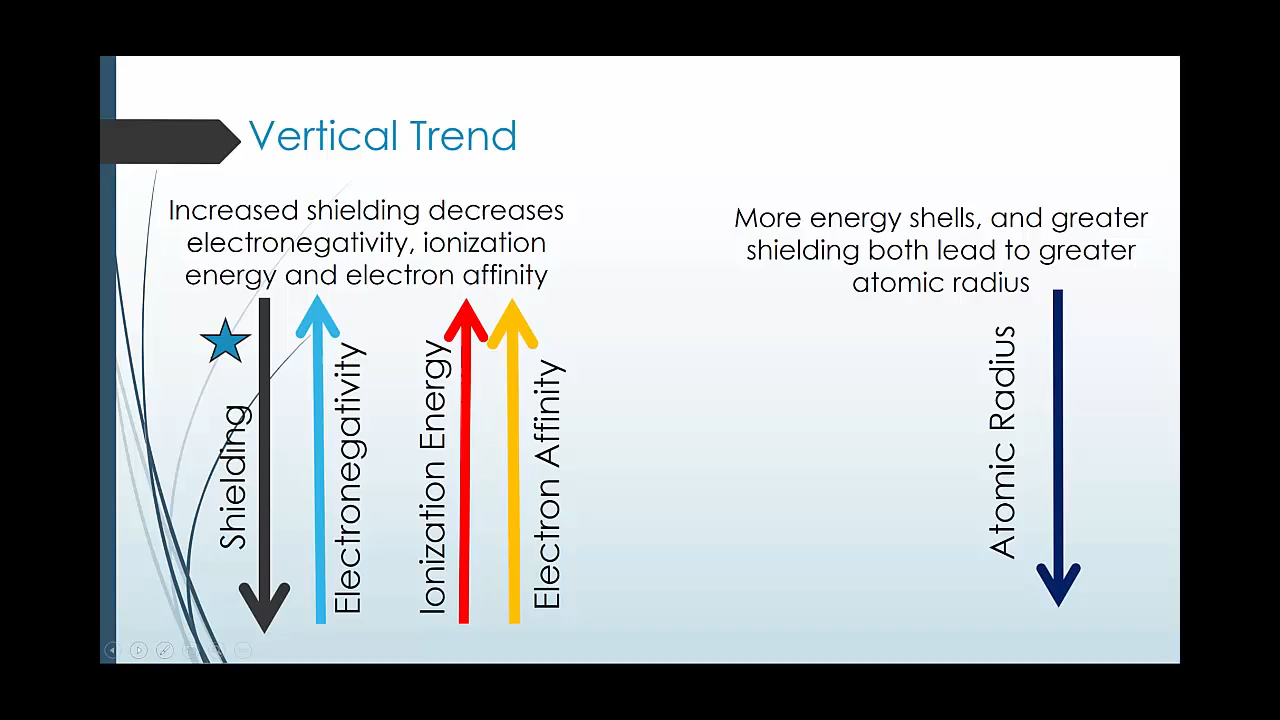 Vertical Trend
Increased shielding decreases
electronegativity, ionization
energy and electron affinity
More energy shells, and greater
shielding both lead to greater
atomic radius
Shielding
Electronegativity
Ionization Energy
Electron Affinity
Atomic Radius